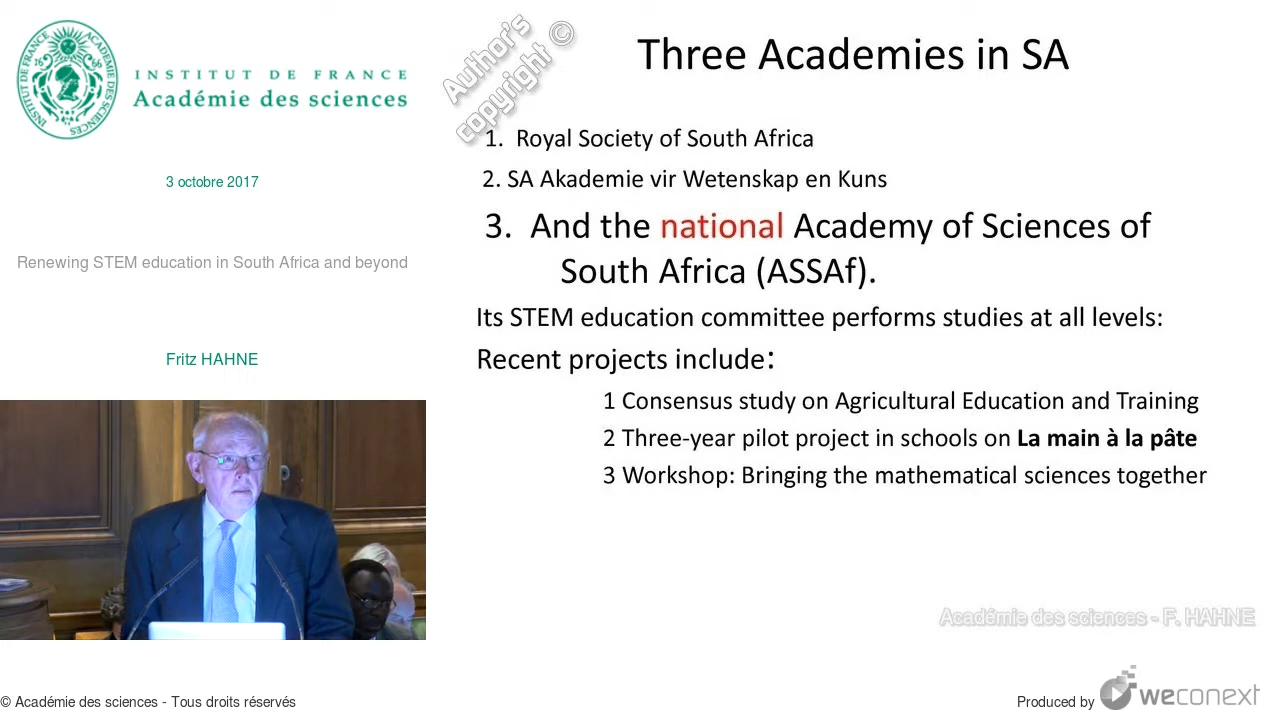 INSTITUT DE FRANCE
Académie des sciences
3 octobre 2017
Renewing STEM education in South Africa and beyond
Fritz HAHNE
Author's copyright ©
Three Academies in SA
1. Royal Society of South Africa
2. SA Akademie vir Wetenskap en Kuns
3. And the national Academy of Sciences of
South Africa (ASSAf).
Its STEM education committee performs studies at all levels:
Recent projects include:
1 Consensus study on Agricultural Education and Training
2 Three-year pilot project in schools on La main à la pâte
3 Workshop: Bringing the mathematical sciences together
Académie des sciences - F. HAHNE
© Académie des sciences - Tous droits réservés
Produced by weconext